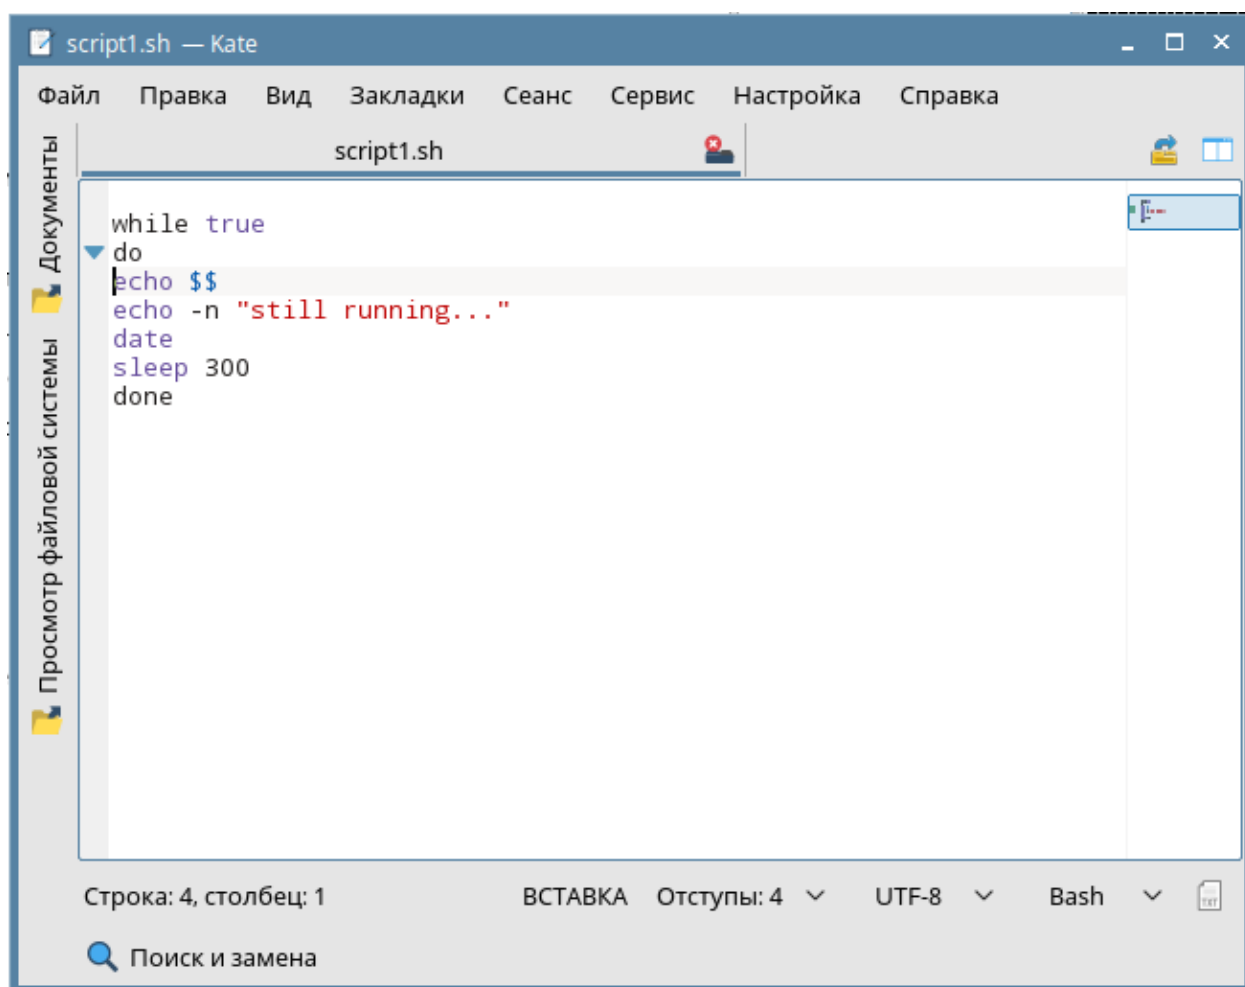 script1.sh — Kate
Файл Правка Вид Закладки Сеанс Сервис Настройка Справка
script1.sh
Документы
Просмотр файловой системы
while true
do
echo $$
echo -n "still running..."
date
sleep 300
done
Строка: 4, столбец: 1 ВСТАВКА Отступы: 4 UTF-8 Bash
Поиск и замена